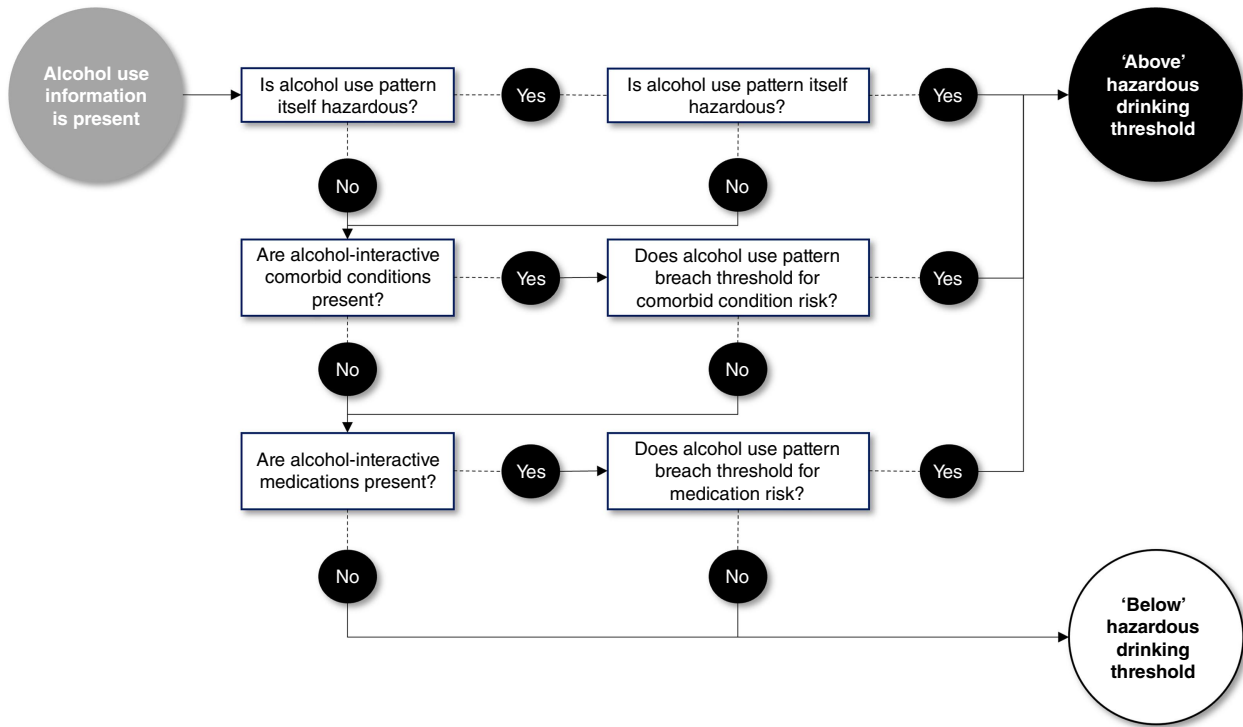 Alcohol use
information
is present
Is alcohol use pattern
itself hazardous?
Yes
Is alcohol use pattern itself
hazardous?
Yes
‘Above’
hazardous
drinking
threshold
No
No
Are alcohol-interactive
comorbid conditions
present?
Yes
Does alcohol use pattern
breach threshold for
comorbid condition risk?
Yes
No
No
Are alcohol-interactive
medications present?
Yes
Does alcohol use pattern
breach threshold for
medication risk?
Yes
No
No
‘Below’
hazardous
drinking
threshold